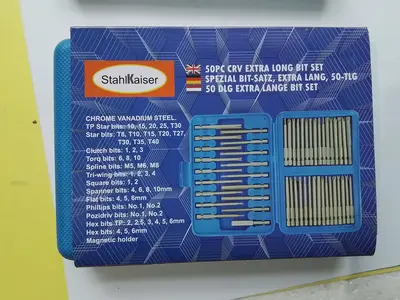 StahlKaiser
50PC CRV EXTRA LONG BIT SET
SPEZIAL BIT-SATZ, EXTRA LANG, 50-TLG
50 DLG EXTRA LANGE BIT SET
CHROME VANADIUM STEEL.
TP Star bits: 10, 15, 20, 25, T30
Star bits: T8, T10, T15, T20, T27,
T30, T35, T40
Clutch bits: 1, 2, 3
Torq bits: 6, 8, 10
Spline bits: M5, M6, M8
Tri-wing bits: 1, 2, 3, 4
Square bits: 1, 2
Spanner bits: 4, 6, 8, 10mm
Flat bits: 4, 5, 6mm
Phillips bits: No.1, No.2
Pozidriv bits: No.1, No.2
Hex bits TP: 2, 2.5, 3, 4, 5, 6mm
Hex bits: 4, 5, 6mm
Magnetic holder